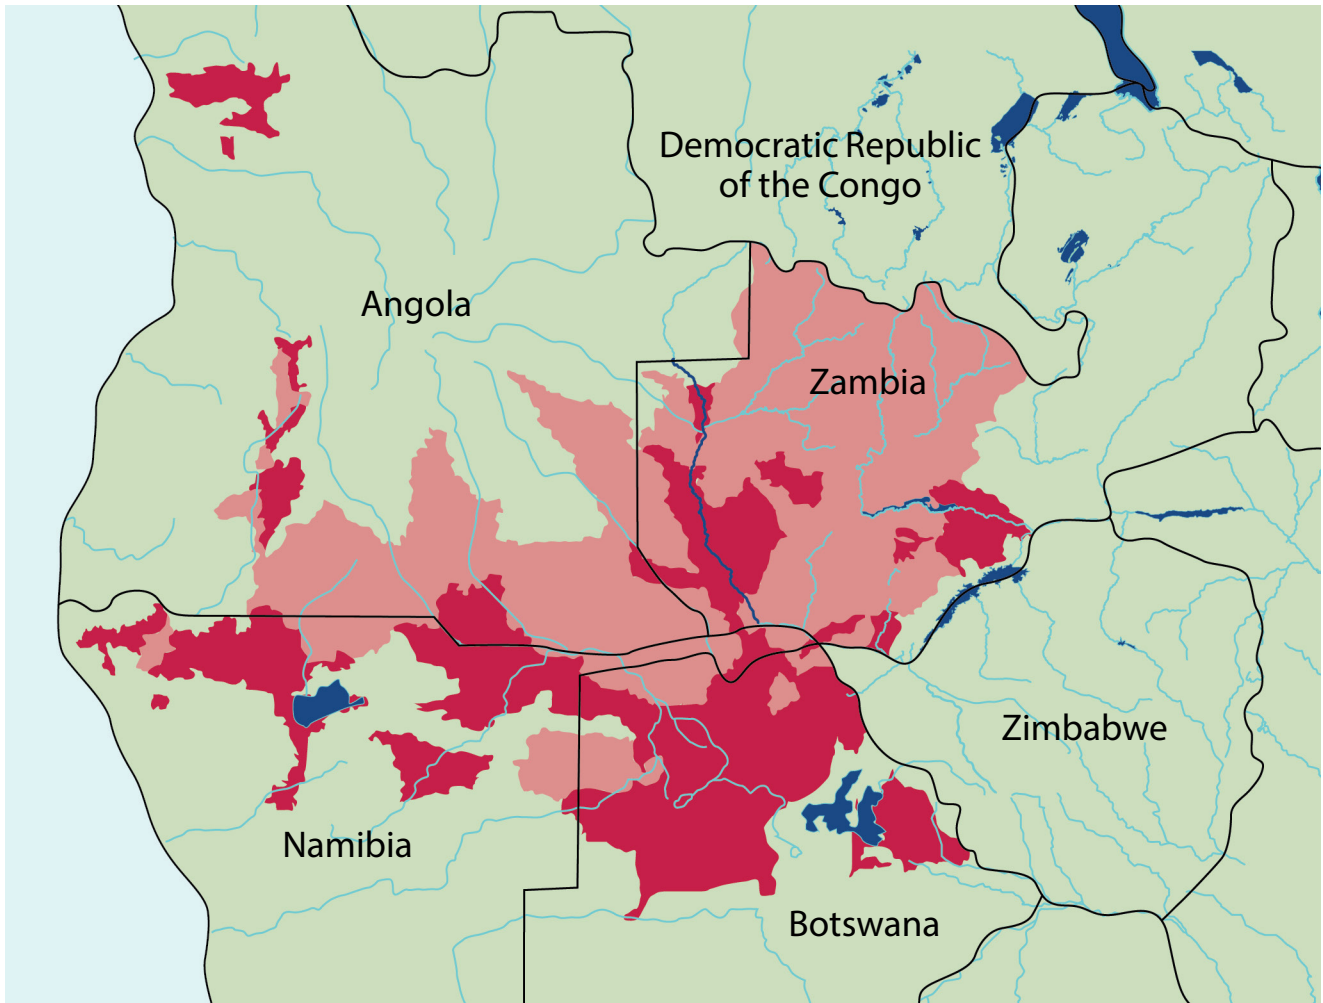 Democratic Republic
of the Congo
Angola
Zambia
Zimbabwe
Namibia
Botswana